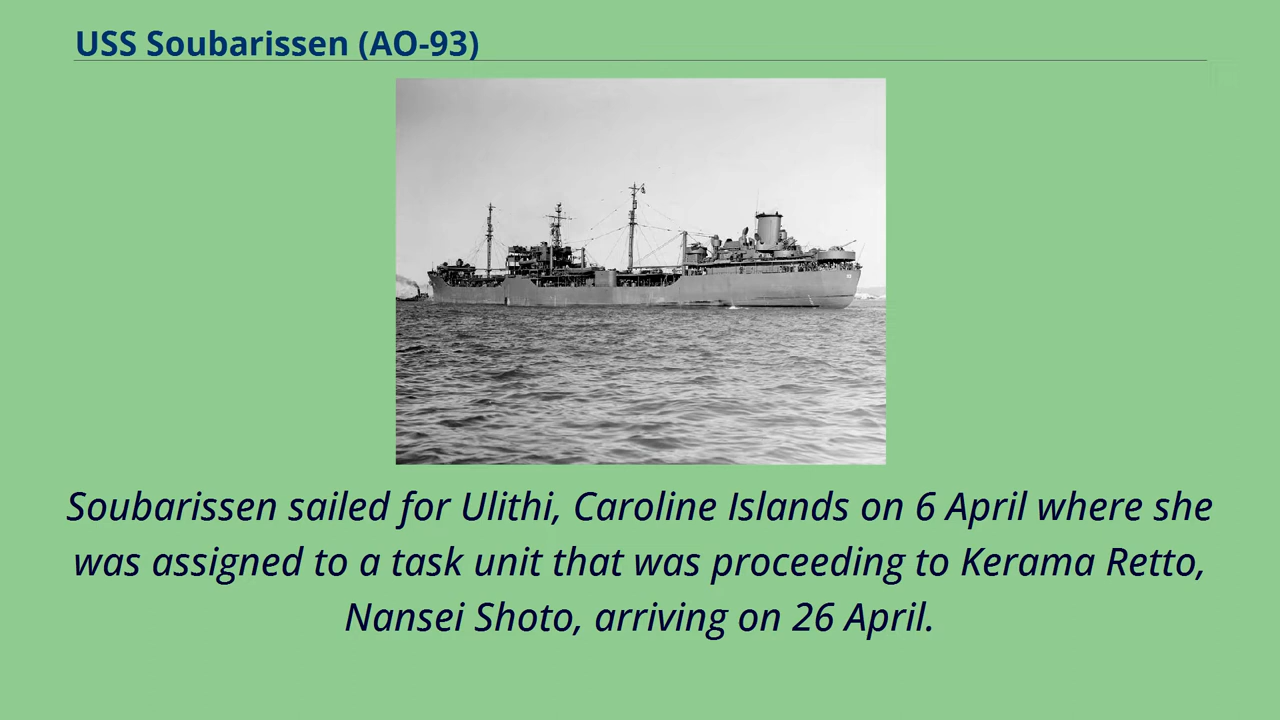 USS Soubarissen (AO-93)
Soubarissen sailed for Ulithi, Caroline Islands on 6 April where she
was assigned to a task unit that was proceeding to Kerama Retto,
Nansei Shoto, arriving on 26 April.